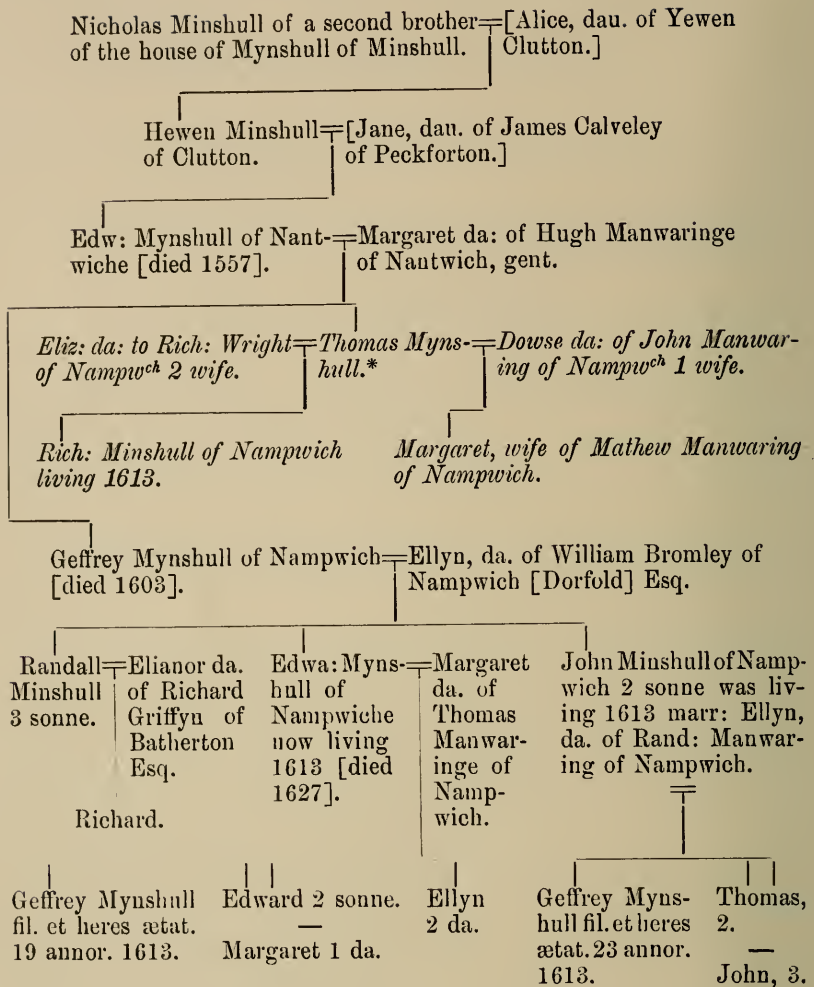 Nicholas Minshull of a second brother
of the house of Mynshull of Minshull.
[Alice, dau. of Yewen
Clutton.]
Hewen Minshull
of Clutton.
[Jane, dau. of James Calveley
of Peckforton.]
Edw: Mynshull of Nant-
wiche [died 1557].
Margaret da: of Hugh Manwaringe
of Nantwich, gent.
Eliz: da: to Rich: Wright
of Nampwch 2 wife.
Thomas Myns-
hull.*
Dowse da: of John Manwar-
ing of Nampwch 1 wife.
Rich: Minshull of Nampwich
living 1613.
Margaret, wife of Mathew Manwaring
of Nampwich.
Geffrey Mynshull of Nampwich
[died 1603].
Ellyn, da. of William Bromley of
Nampwich [Dorfold] Esq.
Randall
Minshull
3 sonne.
Elianor da.
of Richard
Griffyn of
Batherton
Esq.
Richard.
Edwa: Myns-
hull of
Nampwiche
now living
1613 [died
1627].
Margaret
da. of
Thomas
Manwar-
inge of
Namp-
wich.
John Minshull of Namp-
wich 2 sonne was liv-
ing 1613 marr: Ellyn,
da. of Rand: Manwar-
ing of Nampwich.
Geffrey Mynshull
fil. et heres ætat.
19 annor. 1613.
Edward 2 sonne.
—
Margaret 1 da.
Ellyn
2 da.
Geffrey Myns-
hull fil. et heres
ætat. 23 annor.
1613.
Thomas,
2.
—
John, 3.